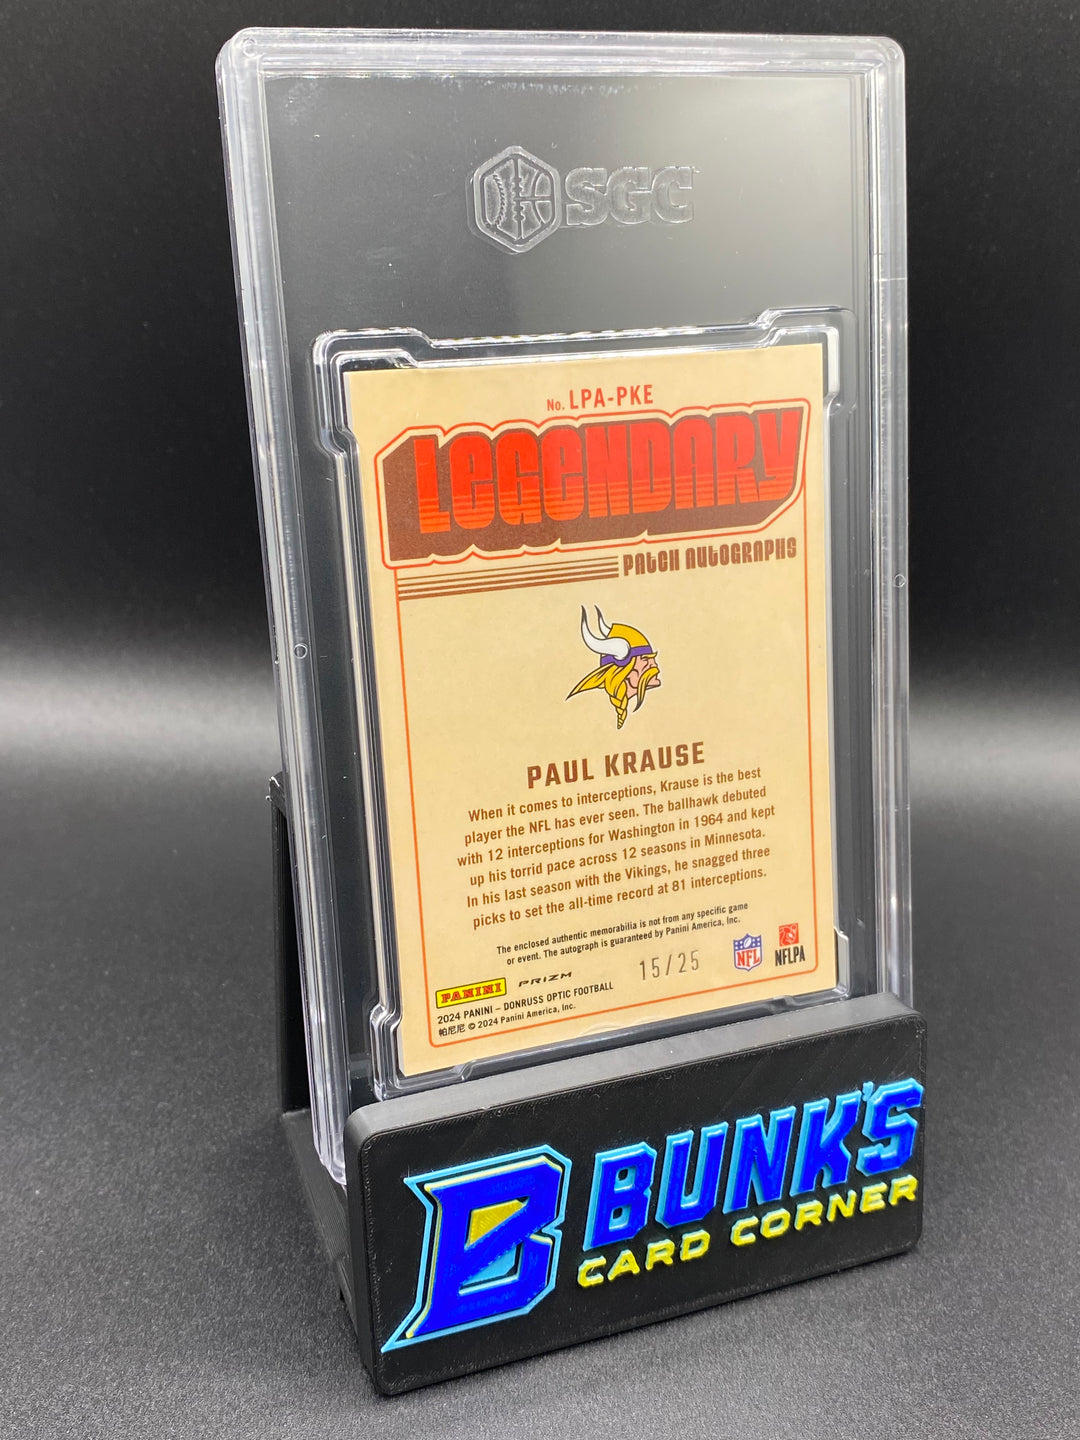 SGC
No. LPA-PKE
LEGENDARY
PATCH AUTOGRAPHS
PAUL KRAUSE
When it comes to interceptions, Krause is the best
player the NFL has ever seen. The ballhawk debuted
with 12 interceptions for Washington in 1964 and kept
up his torrid pace across 12 seasons in Minnesota.
In his last season with the Vikings, he snagged three
picks to set the all-time record at 81 interceptions.
The enclosed authentic memorabilia is not from any specific game
or event. The autograph is guaranteed by Panini America, Inc.
PANINI PRIZM 15/25 NFL NFLPA
2024 PANINI – DONRUSS OPTIC FOOTBALL
帕尼尼 © 2024 Panini America, Inc.
B BUNK'S
CARD CORNER